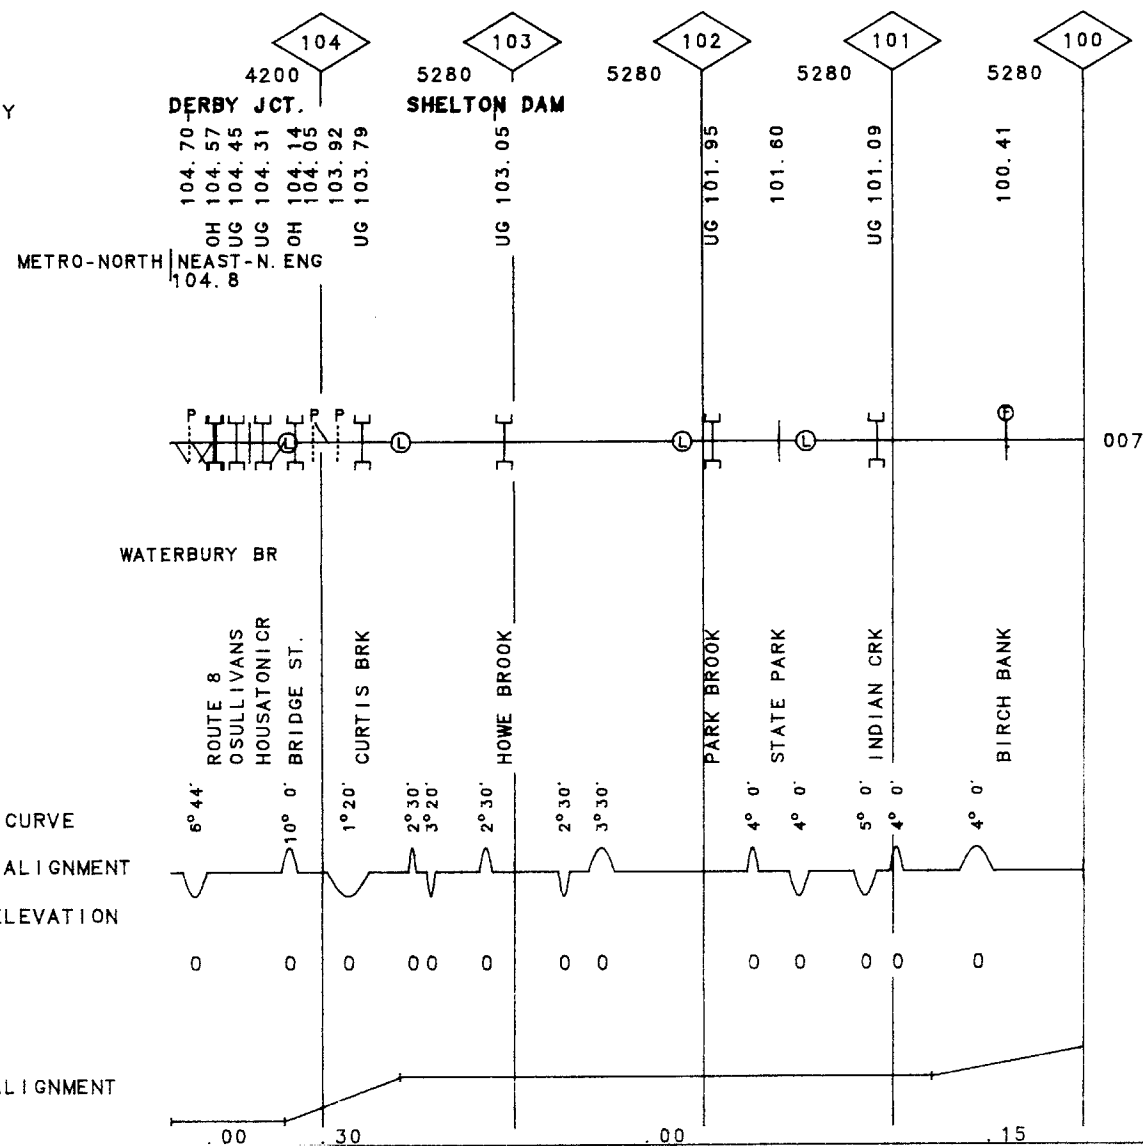 104 103 102 101 100
4200 5280 5280 5280 5280
Y
DERBY JCT. SHELTON DAM
104.70
OH 104.57
UG 104.45
UG 104.31
OH 104.14
104.05
103.92
UG 103.79
UG 103.05
UG 101.95
101.60
UG 101.09
100.41
METRO-NORTH NEAST-N.ENG
104.8
P P P
L L L L F
007
WATERBURY BR
ROUTE 8
OSULLIVANS
HOUSATONICR
BRIDGE ST.
CURTIS BRK
HOWE BROOK
PARK BROOK
STATE PARK
INDIAN CRK
BIRCH BANK
CURVE 6°44' 10° 0' 1°20' 2°30' 3°20' 2°30' 2°30' 3°30' 4° 0' 4° 0' 5° 0' 4° 0' 4° 0'
ALIGNMENT
ELEVATION
0 0 0 0 0 0 0 0 0 0 0 0 0
ALIGNMENT
.00 .30 .00 .15